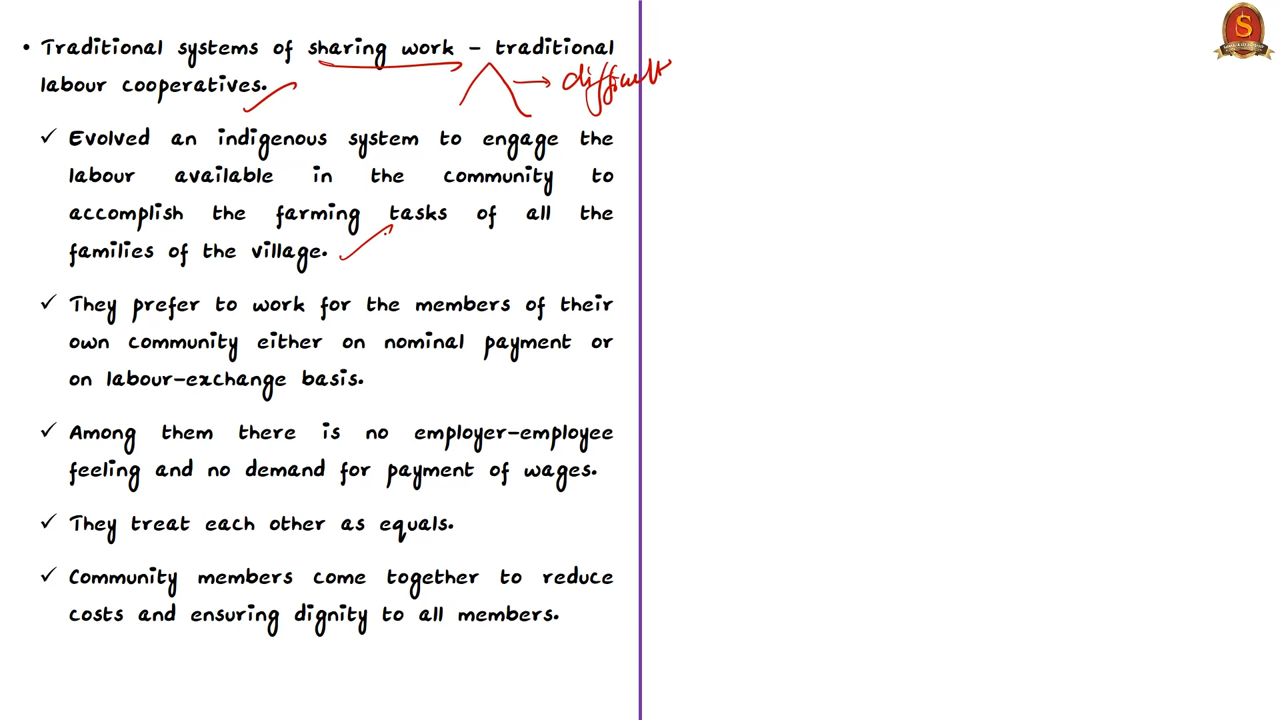 • Traditional systems of sharing work – traditional
labour cooperatives.
difficult
✓ Evolved an indigenous system to engage the
labour available in the community to
accomplish the farming tasks of all the
families of the village.
✓ They prefer to work for the members of their
own community either on nominal payment or
on labour-exchange basis.
✓ Among them there is no employer-employee
feeling and no demand for payment of wages.
✓ They treat each other as equals.
✓ Community members come together to reduce
costs and ensuring dignity to all members.
S